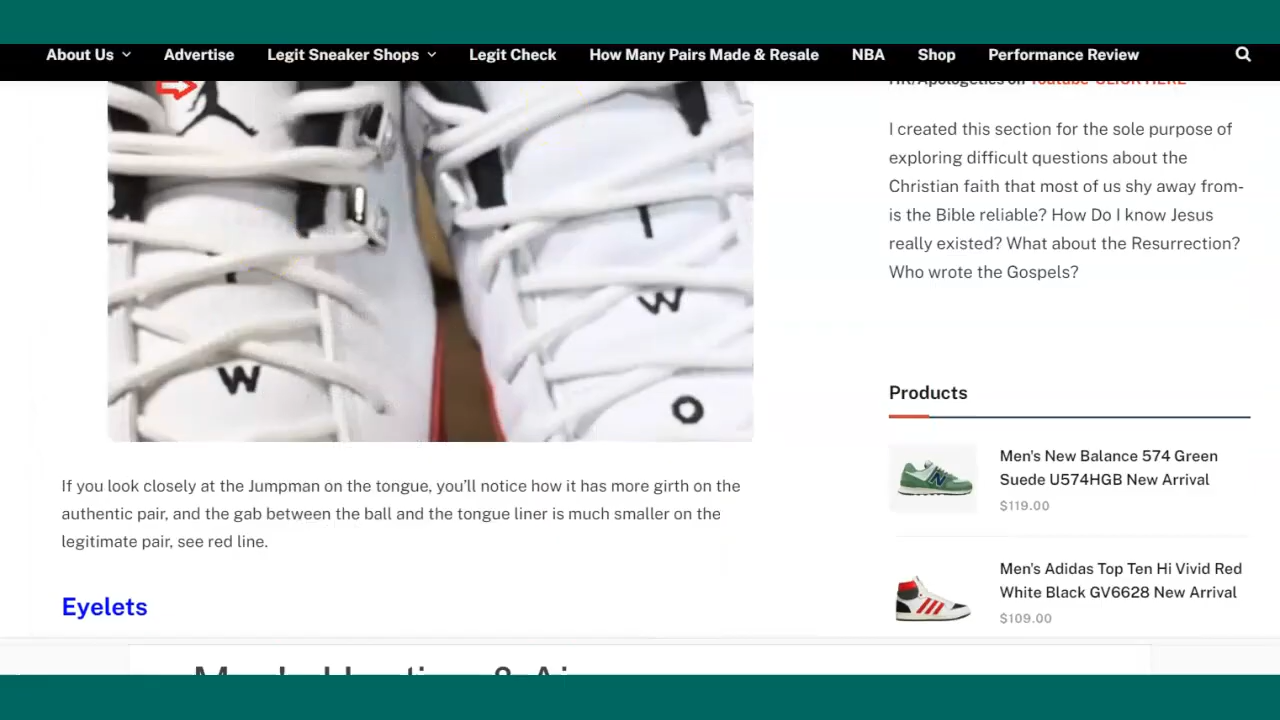 About Us
Advertise
Legit Sneaker Shops
Legit Check
How Many Pairs Made & Resale
NBA
Shop
Performance Review
W
W
O
If you look closely at the Jumpman on the tongue, you’ll notice how it has more girth on the
authentic pair, and the gab between the ball and the tongue liner is much smaller on the
legitimate pair, see red line.
Eyelets
I created this section for the sole purpose of
exploring difficult questions about the
Christian faith that most of us shy away from-
is the Bible reliable? How Do I know Jesus
really existed? What about the Resurrection?
Who wrote the Gospels?
Products
Men's New Balance 574 Green
Suede U574HGB New Arrival
$119.00
Men's Adidas Top Ten Hi Vivid Red
White Black GV6628 New Arrival
$109.00